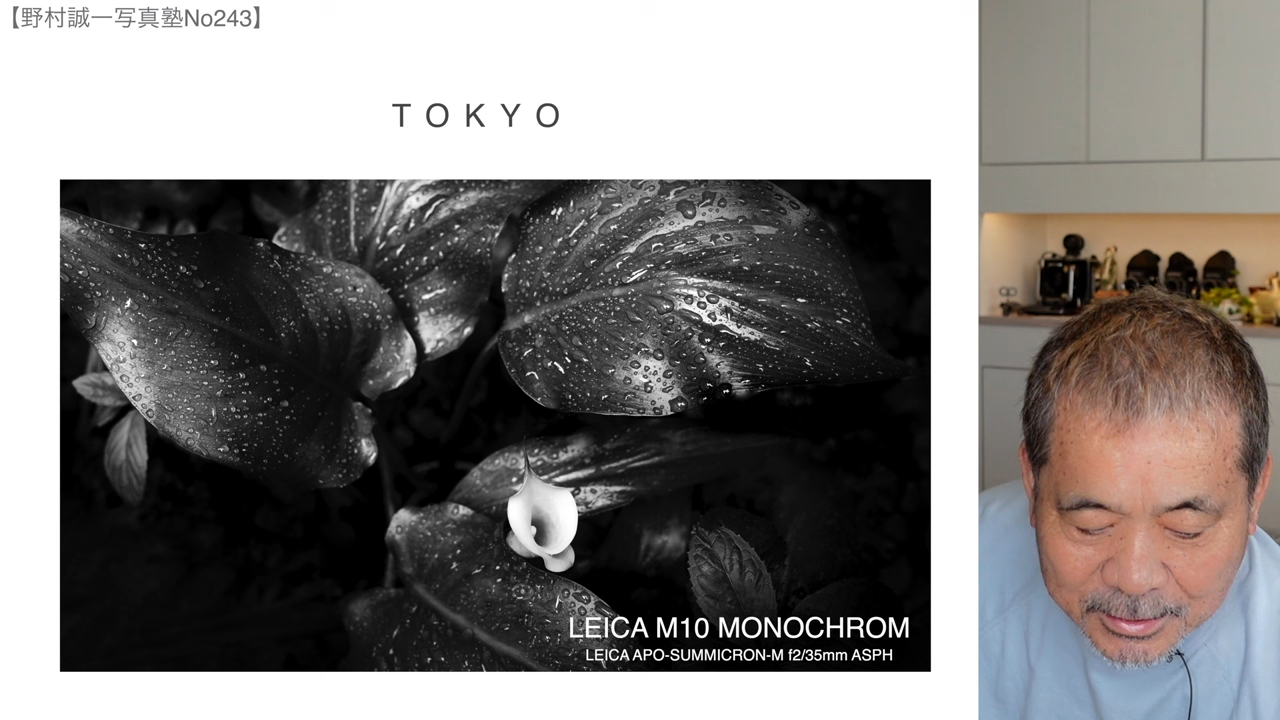 【野村誠一写真塾No243】
TOKYO
LEICA M10 MONOCHROM
LEICA APO-SUMMICRON-M f2/35mm ASPH